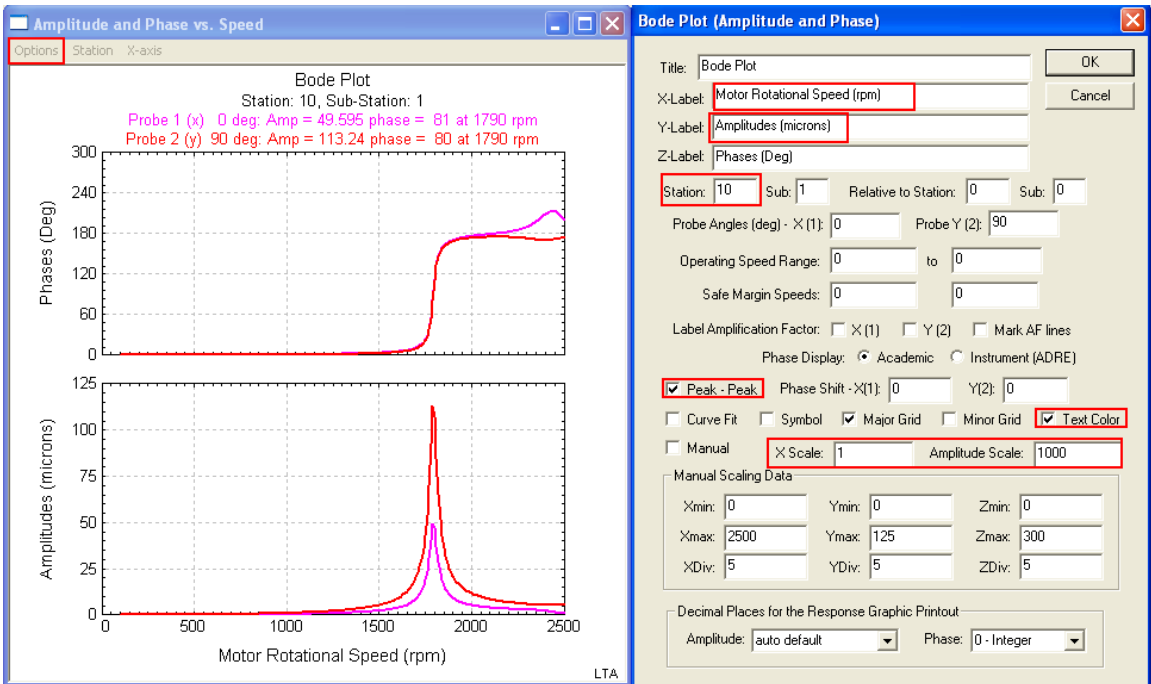 Amplitude and Phase vs. Speed
Options Station X-axis
Bode Plot
Station: 10, Sub-Station: 1
Probe 1 (x) 0 deg: Amp = 49.595 phase = 81 at 1790 rpm
Probe 2 (y) 90 deg: Amp = 113.24 phase = 80 at 1790 rpm
Phases (Deg)
300
240
180
120
60
0
Amplitudes (microns)
125
100
75
50
25
0
0 500 1000 1500 2000 2500
Motor Rotational Speed (rpm)
LTA
Bode Plot (Amplitude and Phase)
Title: Bode Plot OK
X-Label: Motor Rotational Speed (rpm) Cancel
Y-Label: Amplitudes (microns)
Z-Label: Phases (Deg)
Station: 10 Sub: 1 Relative to Station: 0 Sub: 0
Probe Angles (deg) - X (1): 0 Probe Y (2): 90
Operating Speed Range: 0 to 0
Safe Margin Speeds: 0 0
Label Amplification Factor: X (1) Y (2) Mark AF lines
Phase Display: Academic Instrument (ADRE)
Peak - Peak Phase Shift - X(1): 0 Y(2): 0
Curve Fit Symbol Major Grid Minor Grid Text Color
Manual X Scale: 1 Amplitude Scale: 1000
Manual Scaling Data
Xmin: 0 Ymin: 0 Zmin: 0
Xmax: 2500 Ymax: 125 Zmax: 300
XDiv: 5 YDiv: 5 ZDiv: 5
Decimal Places for the Response Graphic Printout
Amplitude: auto default Phase: 0 - Integer